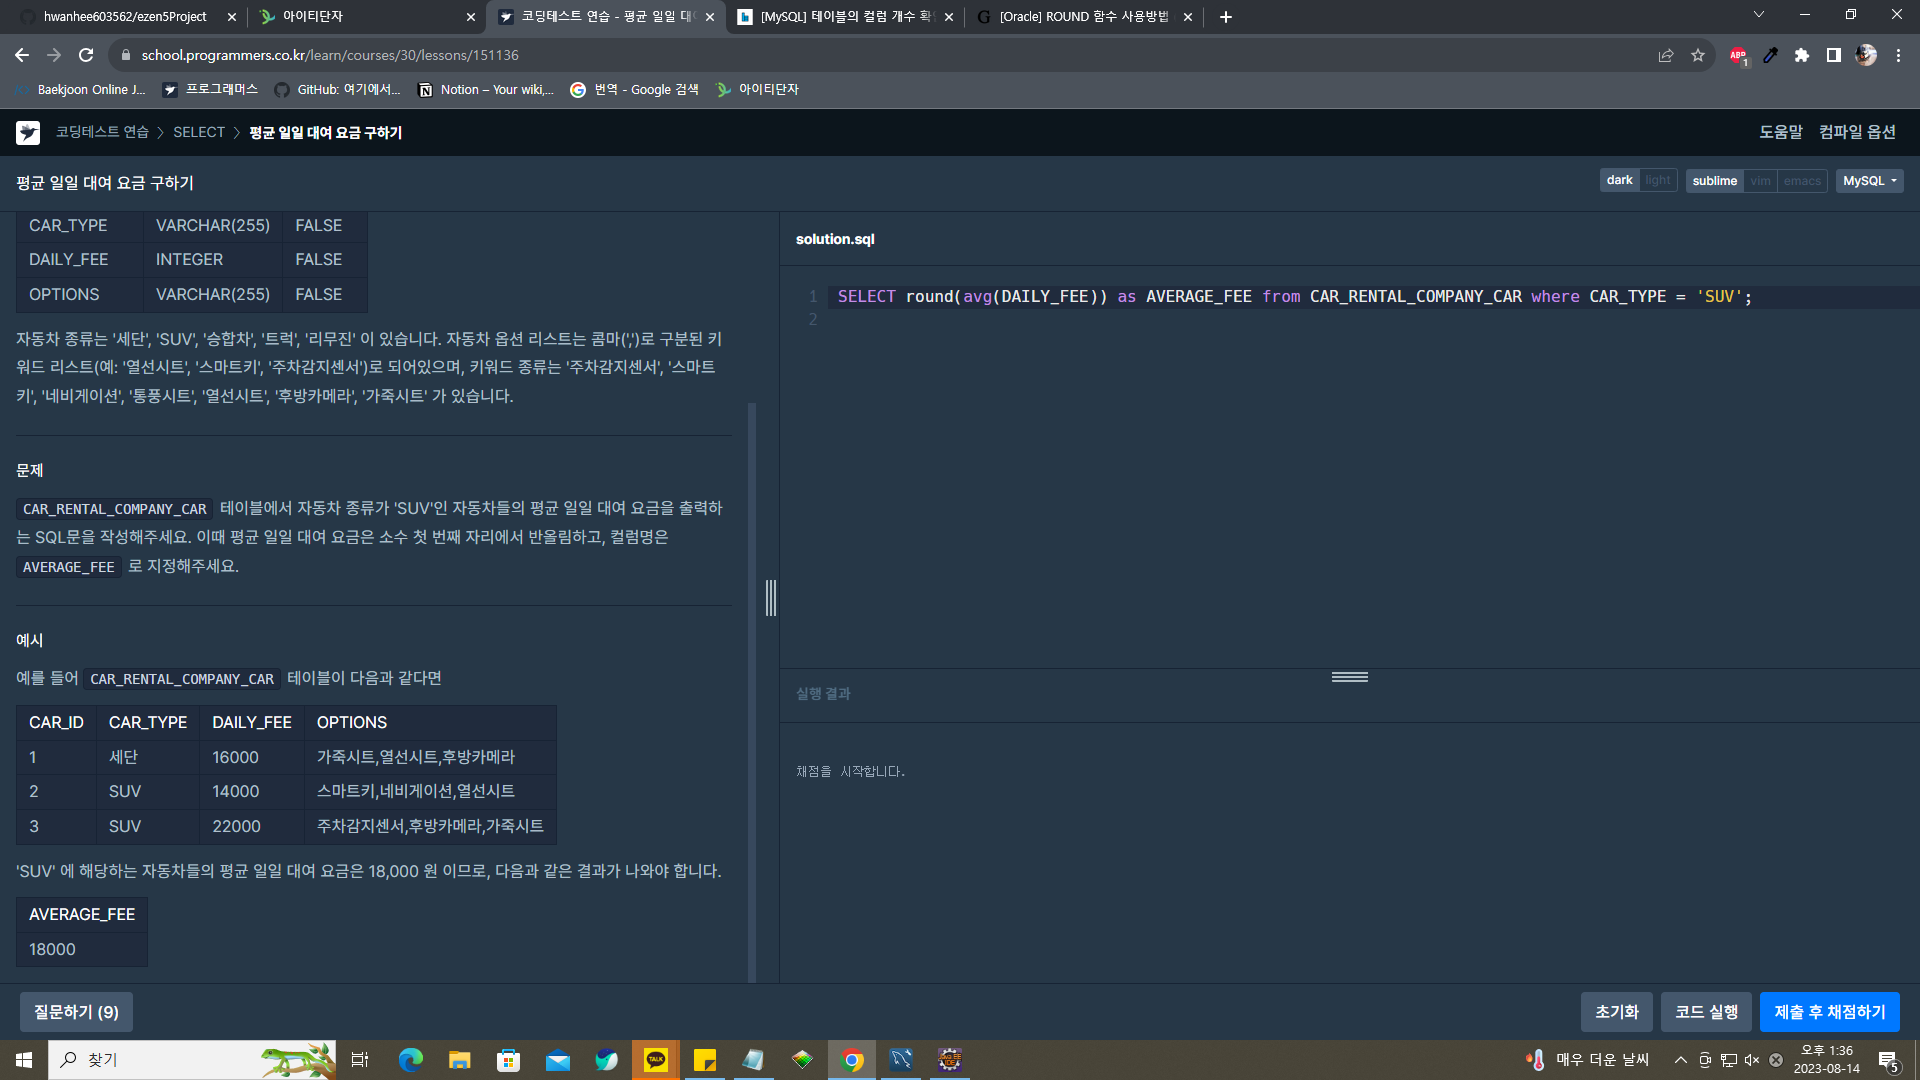 hwanhee603562/ezen5Project
아이티단자
코딩테스트 연습 - 평균 일일 대
[MySQL] 테이블의 컬럼 개수 확
[Oracle] ROUND 함수 사용방법
school.programmers.co.kr/learn/courses/30/lessons/151136
ABP
1
Baekjoon Online J...
프로그래머스
GitHub: 여기에서...
Notion – Your wiki,...
번역 - Google 검색
아이티단자
코딩테스트 연습
SELECT
평균 일일 대여 요금 구하기
도움말
컴파일 옵션
평균 일일 대여 요금 구하기
dark
light
sublime
vim
emacs
MySQL
CAR_TYPE VARCHAR(255) FALSE
DAILY_FEE INTEGER FALSE
OPTIONS VARCHAR(255) FALSE
자동차 종류는 '세단', 'SUV', '승합차', '트럭', '리무진' 이 있습니다. 자동차 옵션 리스트는 콤마(',')로 구분된 키
워드 리스트(예: '열선시트', '스마트키', '주차감지센서')로 되어있으며, 키워드 종류는 '주차감지센서', '스마트
키', '네비게이션', '통풍시트', '열선시트', '후방카메라', '가죽시트' 가 있습니다.
문제
CAR_RENTAL_COMPANY_CAR 테이블에서 자동차 종류가 'SUV'인 자동차들의 평균 일일 대여 요금을 출력하
는 SQL문을 작성해주세요. 이때 평균 일일 대여 요금은 소수 첫 번째 자리에서 반올림하고, 컬럼명은
AVERAGE_FEE 로 지정해주세요.
예시
예를 들어 CAR_RENTAL_COMPANY_CAR 테이블이 다음과 같다면
CAR_ID CAR_TYPE DAILY_FEE OPTIONS
1 세단 16000 가죽시트,열선시트,후방카메라
2 SUV 14000 스마트키,네비게이션,열선시트
3 SUV 22000 주차감지센서,후방카메라,가죽시트
'SUV' 에 해당하는 자동차들의 평균 일일 대여 요금은 18,000 원 이므로, 다음과 같은 결과가 나와야 합니다.
AVERAGE_FEE
18000
solution.sql
1 SELECT round(avg(DAILY_FEE)) as AVERAGE_FEE from CAR_RENTAL_COMPANY_CAR where CAR_TYPE = 'SUV';
2
실행 결과
채점을 시작합니다.
질문하기 (9)
초기화
코드 실행
제출 후 채점하기
찾기
TALK
매우 더운 날씨
오후 1:36
2023-08-14
5